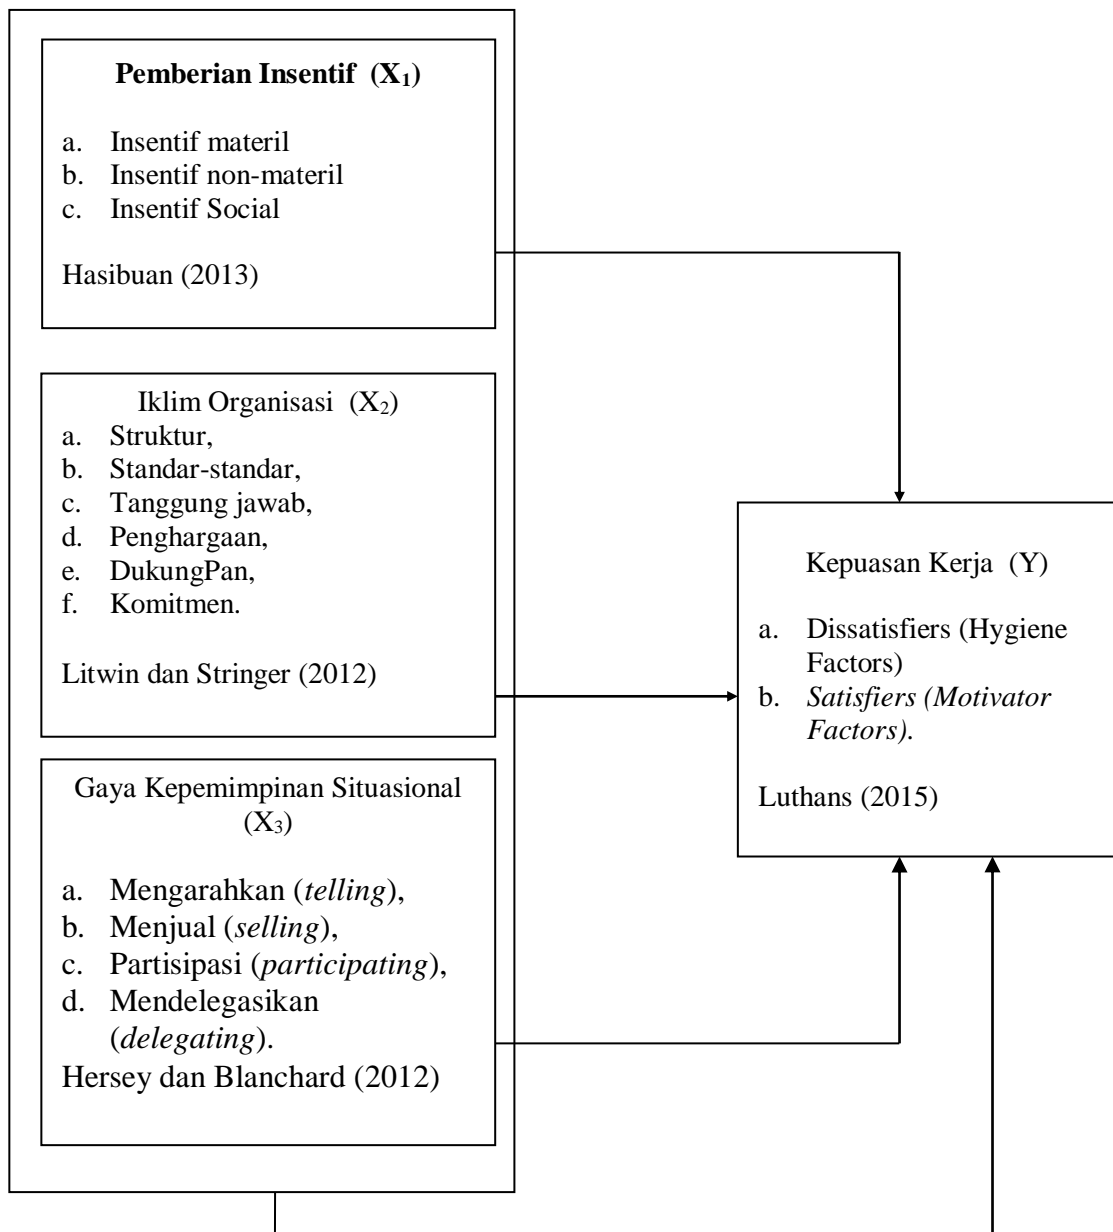 Pemberian Insentif (X₁)
a. Insentif materil
b. Insentif non-materil
c. Insentif Social
Hasibuan (2013)
Iklim Organisasi (X₂)
a. Struktur,
b. Standar-standar,
c. Tanggung jawab,
d. Penghargaan,
e. DukungPan,
f. Komitmen.
Litwin dan Stringer (2012)
Gaya Kepemimpinan Situasional
(X₃)
a. Mengarahkan (telling),
b. Menjual (selling),
c. Partisipasi (participating),
d. Mendelegasikan
(delegating).
Hersey dan Blanchard (2012)
Kepuasan Kerja (Y)
a. Dissatisfiers (Hygiene
Factors)
b. Satisfiers (Motivator
Factors).
Luthans (2015)